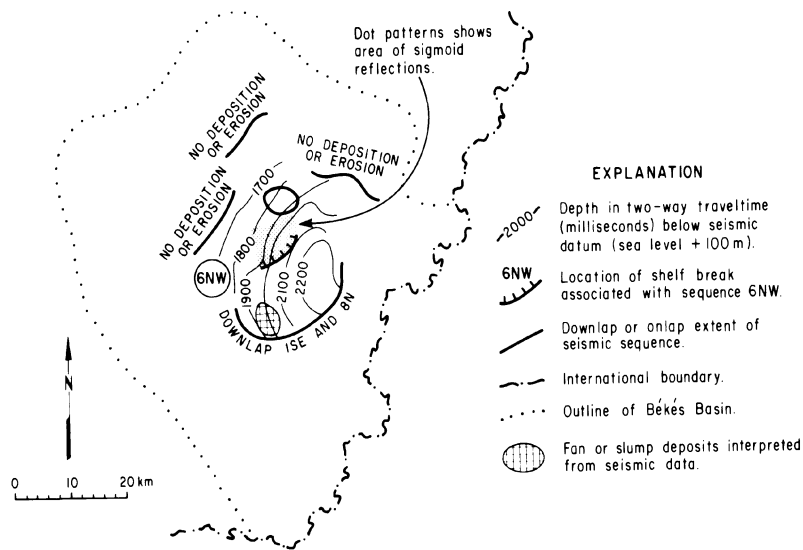 Dot patterns shows
area of sigmoid
reflections.
NO DEPOSITION
OR EROSION
NO DEPOSITION
OR EROSION
NO DEPOSITION
OR EROSION
1700
1800
6NW
1900
2100
2200
DOWNLAP ISE AND 8N
N
0 10 20 km
EXPLANATION
-2000-
Depth in two-way traveltime
(milliseconds) below seismic
datum (sea level + 100 m).
6NW
Location of shelf break
associated with sequence 6NW.
Downlap or onlap extent of
seismic sequence.
International boundary.
Outline of Békés Basin.
Fan or slump deposits interpreted
from seismic data.